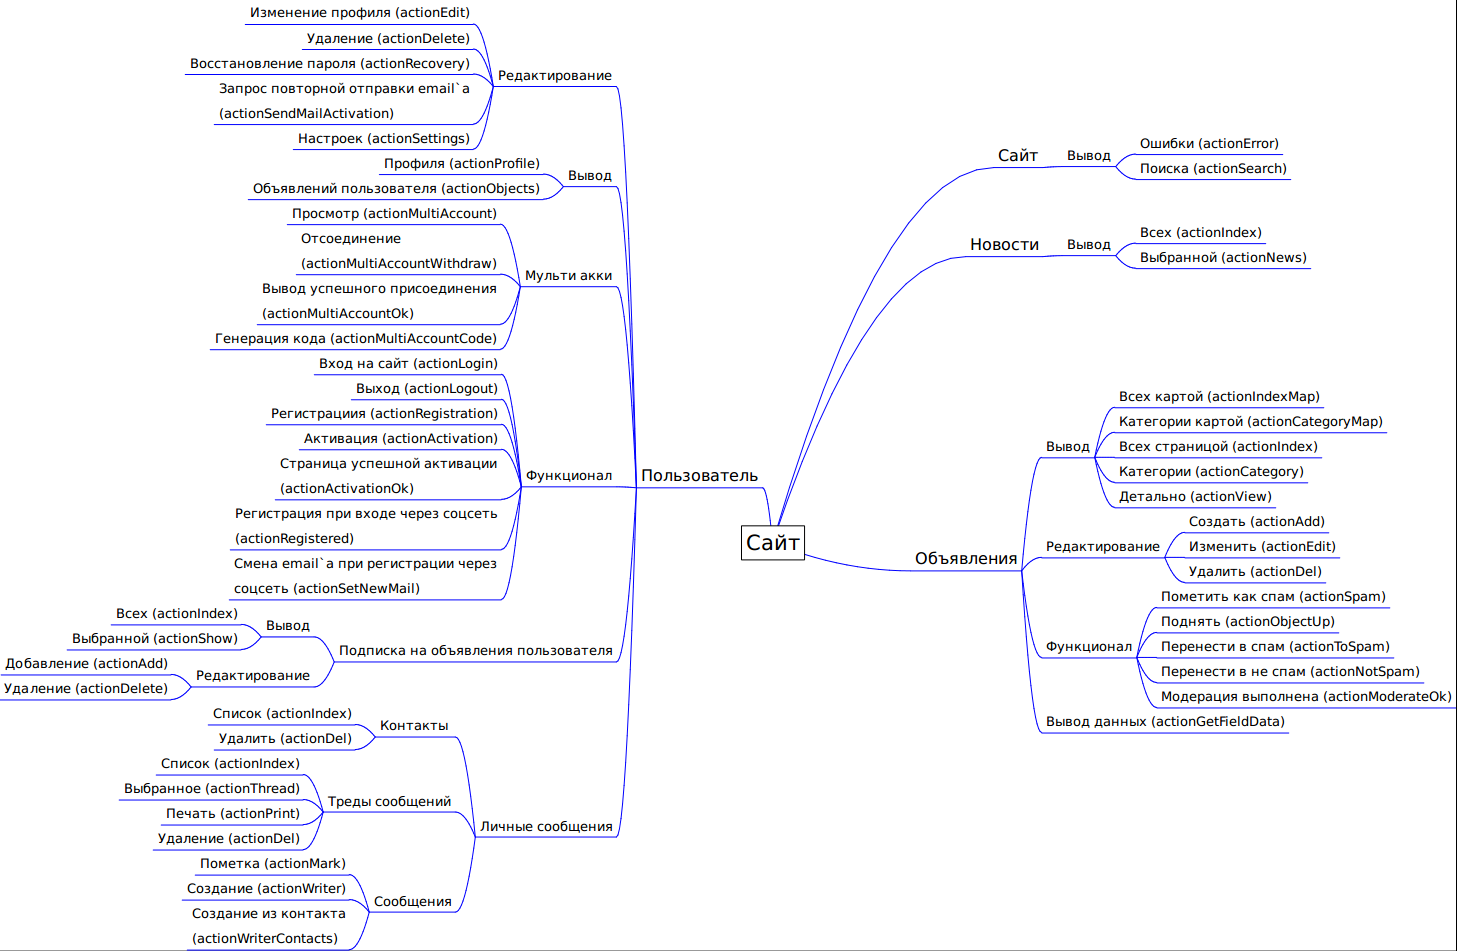 Изменение профиля (actionEdit)
Удаление (actionDelete)
Восстановление пароля (actionRecovery)
Запрос повторной отправки email`а
(actionSendMailActivation)
Настроек (actionSettings)
Редактирование
Профиля (actionProfile)
Объявлений пользователя (actionObjects)
Вывод
Просмотр (actionMultiAccount)
Отсоединение
(actionMultiAccountWithdraw)
Вывод успешного присоединения
(actionMultiAccountOk)
Генерация кода (actionMultiAccountCode)
Мульти акки
Вход на сайт (actionLogin)
Выход (actionLogout)
Регистрациия (actionRegistration)
Активация (actionActivation)
Страница успешной активации
(actionActivationOk)
Регистрация при входе через соцсеть
(actionRegistered)
Смена email`а при регистрации через
соцсеть (actionSetNewMail)
Функционал
Всех (actionIndex)
Выбранной (actionShow)
Вывод
Добавление (actionAdd)
Удаление (actionDelete)
Редактирование
Подписка на объявления пользователя
Список (actionIndex)
Удалить (actionDel)
Контакты
Список (actionIndex)
Выбранное (actionThread)
Печать (actionPrint)
Удаление (actionDel)
Треды сообщений
Пометка (actionMark)
Создание (actionWriter)
Создание из контакта
(actionWriterContacts)
Сообщения
Личные сообщения
Пользователь
Сайт
Сайт
Вывод
Ошибки (actionError)
Поиска (actionSearch)
Новости
Вывод
Всех (actionIndex)
Выбранной (actionNews)
Объявления
Вывод
Всех картой (actionIndexMap)
Категории картой (actionCategoryMap)
Всех страницой (actionIndex)
Категории (actionCategory)
Детально (actionView)
Редактирование
Создать (actionAdd)
Изменить (actionEdit)
Удалить (actionDel)
Функционал
Пометить как спам (actionSpam)
Поднять (actionObjectUp)
Перенести в спам (actionToSpam)
Перенести в не спам (actionNotSpam)
Модерация выполнена (actionModerateOk)
Вывод данных (actionGetFieldData)